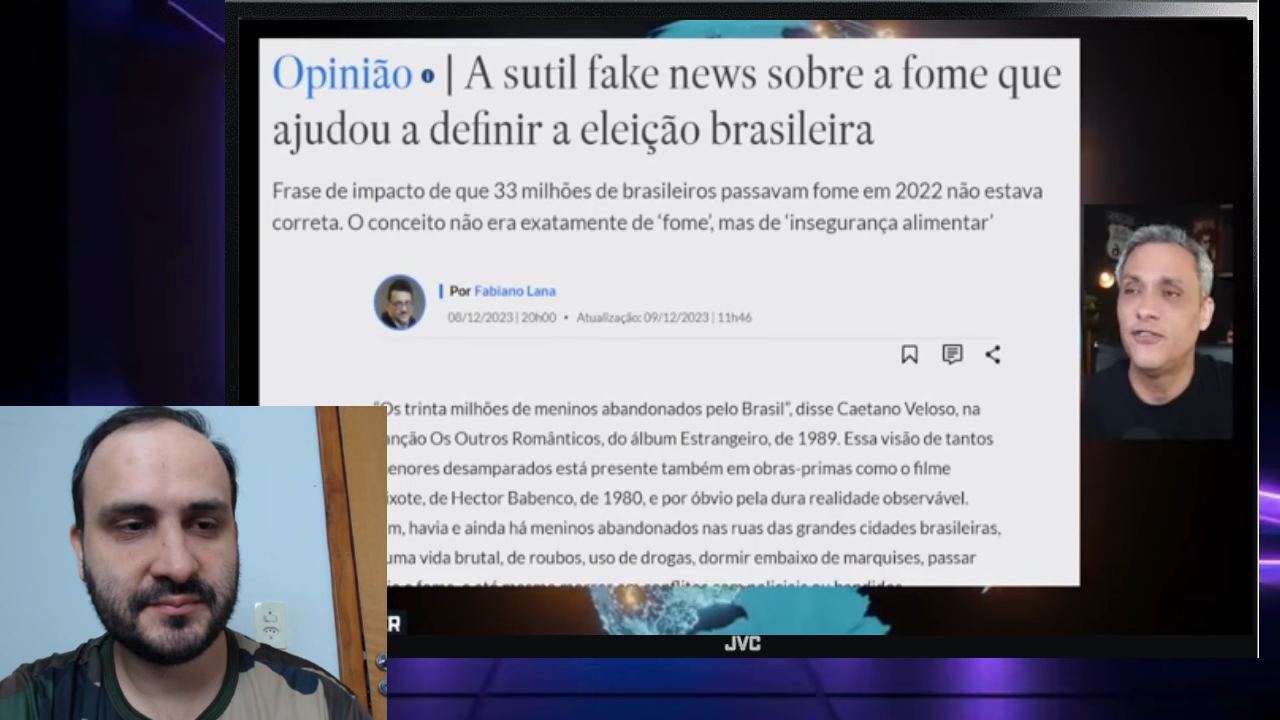 Opinião | A sutil fake news sobre a fome que
ajudou a definir a eleição brasileira
Frase de impacto de que 33 milhões de brasileiros passavam fome em 2022 não estava
correta. O conceito não era exatamente de ‘fome’, mas de ‘insegurança alimentar’
Por Fabiano Lana
08/12/2023 | 20h00 • Atualização: 09/12/2023 | 11h46
“Os trinta milhões de meninos abandonados pelo Brasil”, disse Caetano Veloso, na
Os Outros Românticos, do álbum Estrangeiro, de 1989. Essa visão de tantos
desamparados está presente também em obras-primas como o filme
de Hector Babenco, de 1980, e por óbvio pela dura realidade observável.
havia e ainda há meninos abandonados nas ruas das grandes cidades brasileiras,
uma vida brutal, de roubos, uso de drogas, dormir embaixo de marquises, passar
JVC